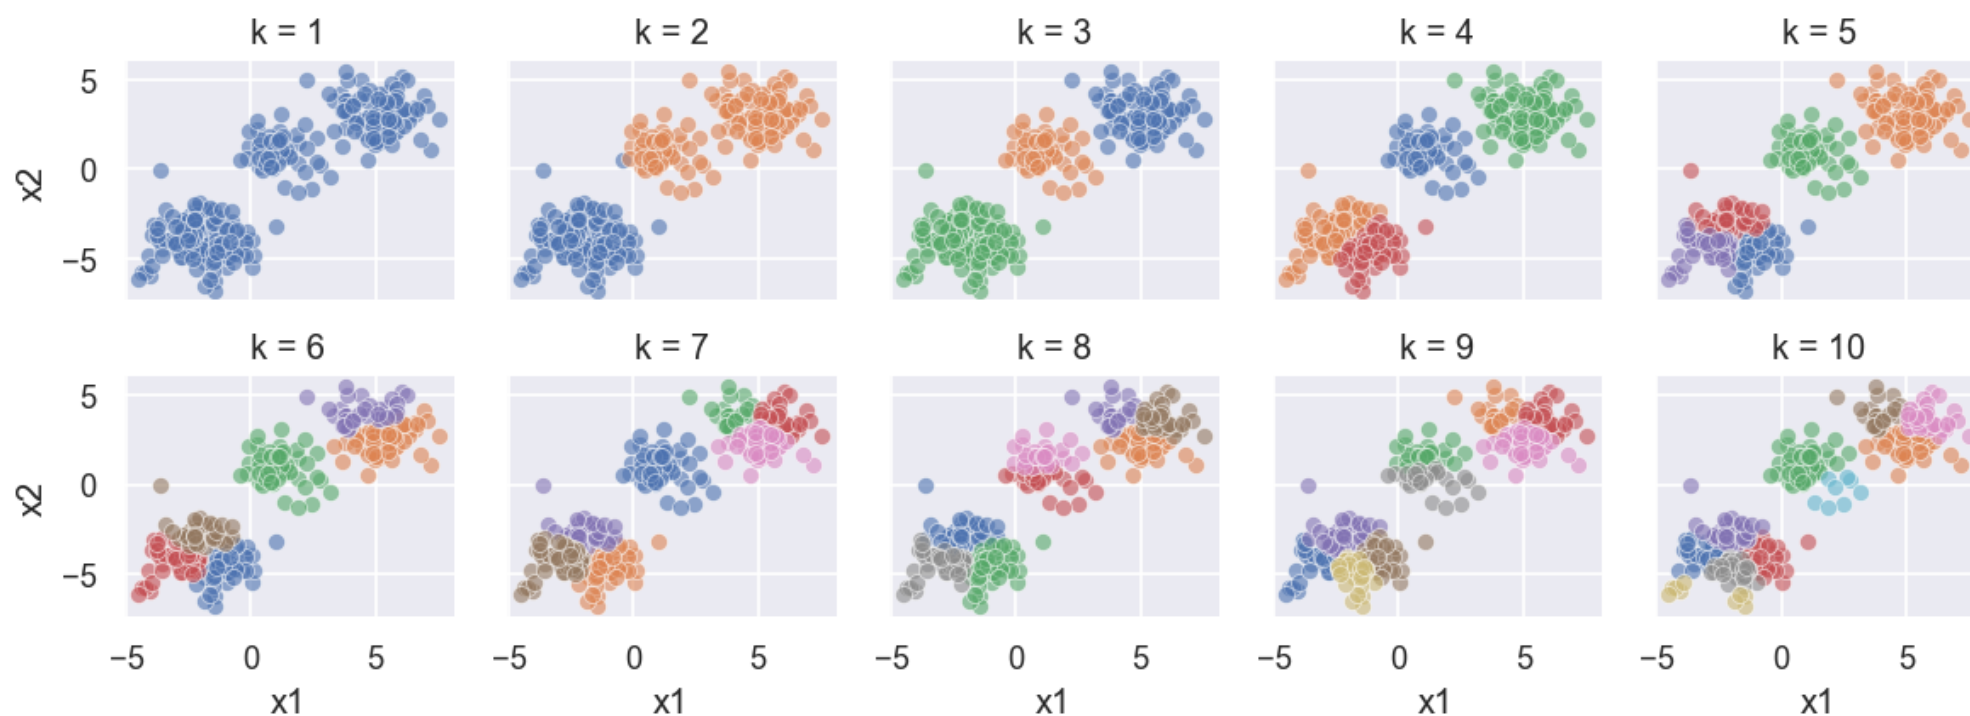 k = 1 k = 2 k = 3 k = 4 k = 5
5
0
−5
x2
k = 6 k = 7 k = 8 k = 9 k = 10
5
0
−5
x2
−5 0 5 −5 0 5 −5 0 5 −5 0 5 −5 0 5
x1 x1 x1 x1 x1